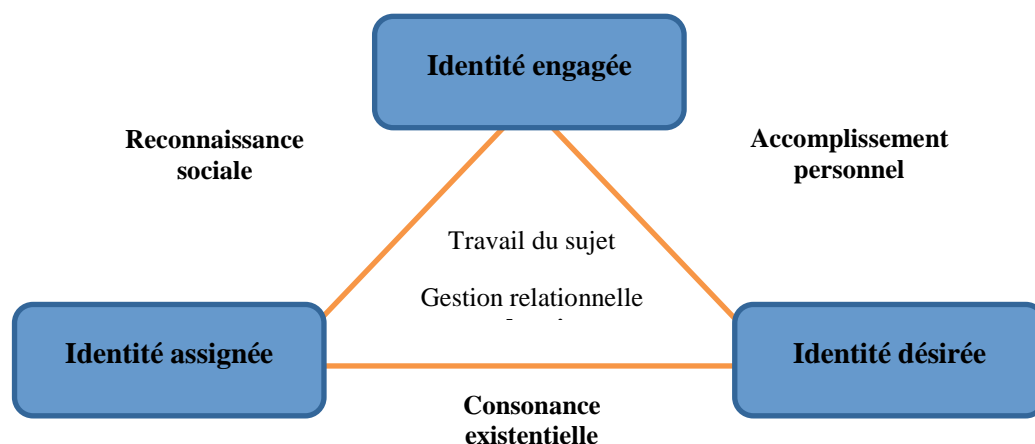 Identité engagée
Reconnaissance
sociale
Accomplissement
personnel
Travail du sujet
Gestion relationnelle
Identité assignée
Identité désirée
Consonance
existentielle